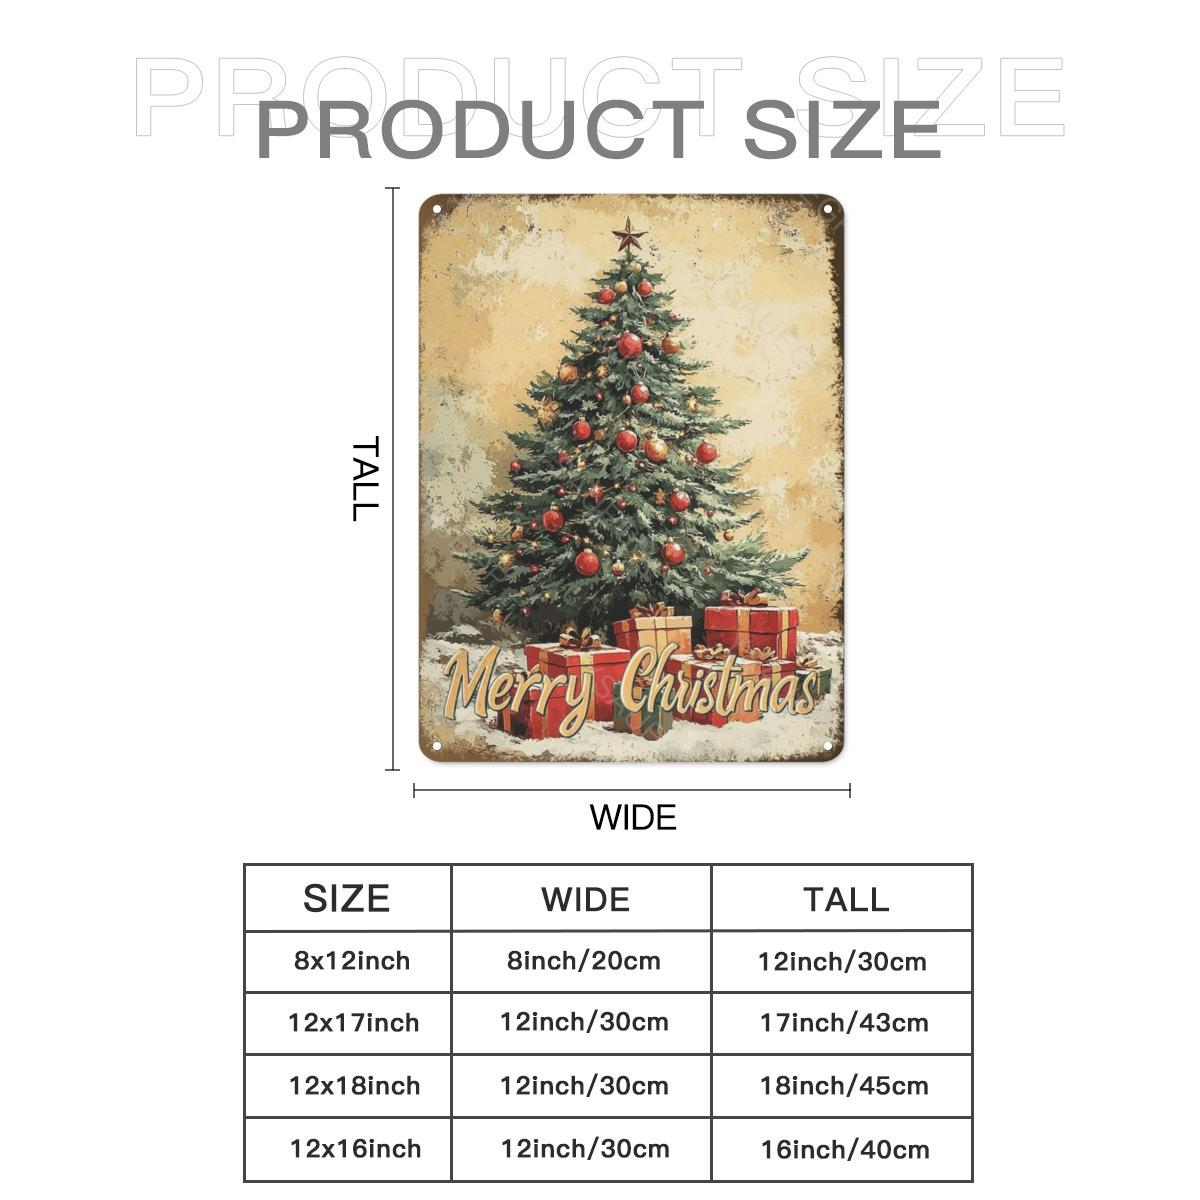 PRODUCT SIZE
PRODUCT SIZE
TALL
Merry Christmas
WIDE
SIZE WIDE TALL
8x12inch 8inch/20cm 12inch/30cm
12x17inch 12inch/30cm 17inch/43cm
12x18inch 12inch/30cm 18inch/45cm
12x16inch 12inch/30cm 16inch/40cm